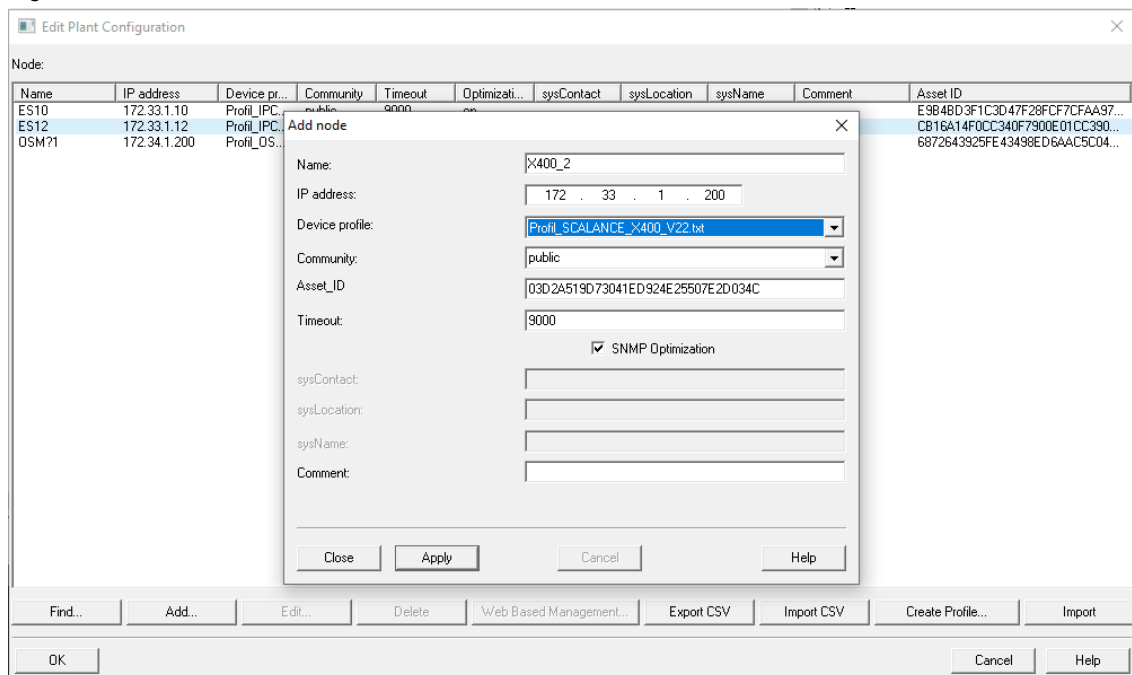 Edit Plant Configuration
Node:
Name IP address Device pr... Community Timeout Optimizati... sysContact sysLocation sysName Comment Asset ID
ES10 172.33.1.10 Profil_IPC... public 9000 on E9B4BD3F1C3D47F28FCF7CFAA97...
ES12 172.33.1.12 Profil_IPC... CB16A14F0CC340F7900E01CC390...
OSM?1 172.34.1.200 Profil_OS... 6872643925FE43498ED6AAC5C04...
Add node
Name: X400_2
IP address: 172 . 33 . 1 . 200
Device profile: Profil_SCALANCE_X400_V22.txt
Community: public
Asset_ID 03D2A519D73041ED924E25507E2D034C
Timeout: 9000
SNMP Optimization
sysContact:
sysLocation:
sysName:
Comment:
Close Apply Cancel Help
Find... Add... Edit... Delete Web Based Management... Export CSV Import CSV Create Profile... Import
OK Cancel Help